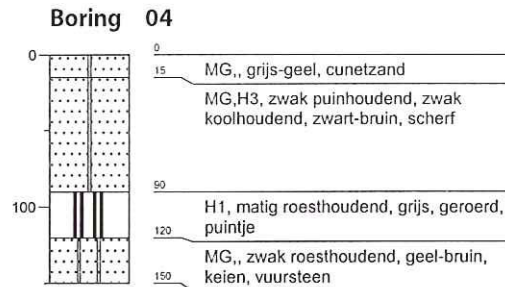 Boring 04
0
0
15
MG,, grijs-geel, cunetzand
MG,H3, zwak puinhoudend, zwak
koolhoudend, zwart-bruin, scherf
90
100
H1, matig roesthoudend, grijs, geroerd,
puintje
120
MG,, zwak roesthoudend, geel-bruin,
keien, vuursteen
150